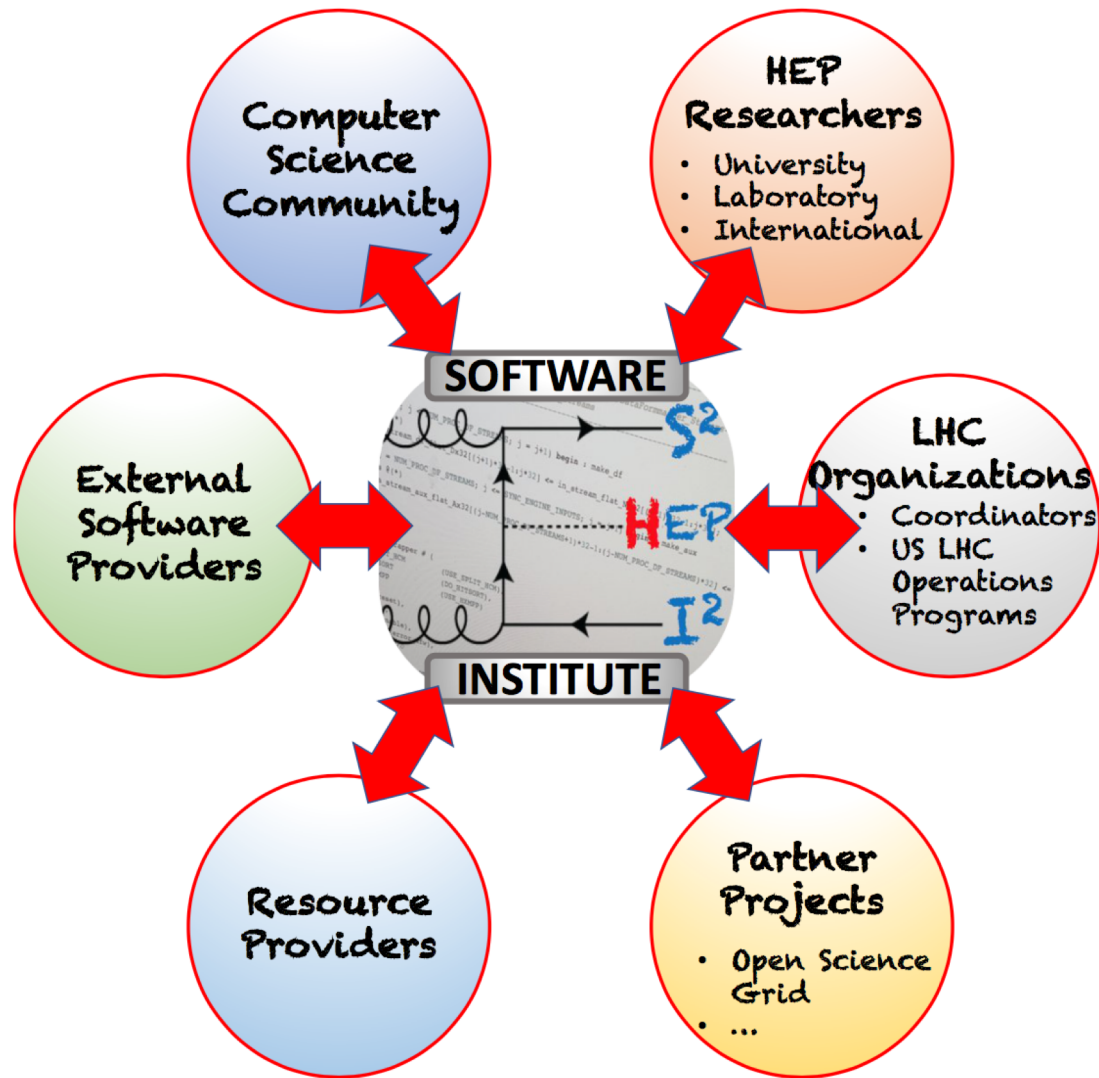 Computer
Science
Community
HEP
Researchers
• University
• Laboratory
• International
External
Software
Providers
SOFTWARE
S²
HEP
I²
INSTITUTE
LHC
Organizations
• Coordinators
• US LHC
Operations
Programs
Resource
Providers
Partner
Projects
• Open Science
Grid
• ...